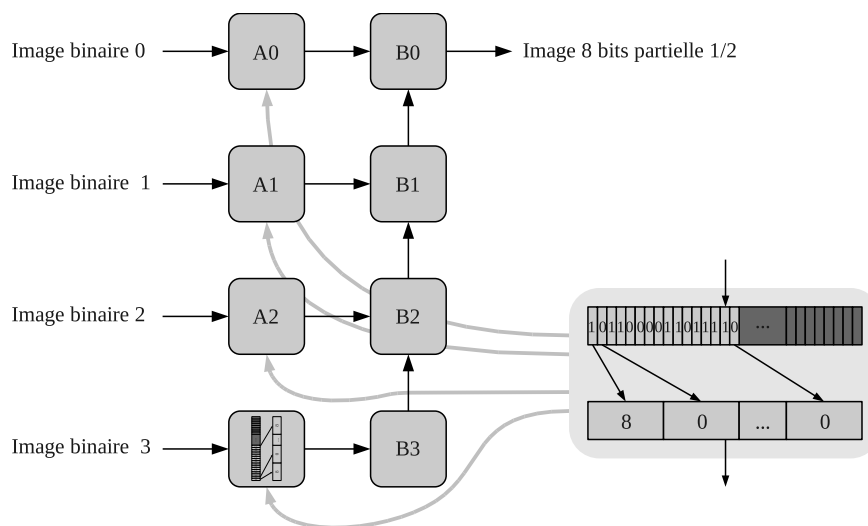 Image binaire 0
A0
B0
Image 8 bits partielle 1/2
Image binaire 1
A1
B1
Image binaire 2
A2
B2
1 0 1 1 0 0 0 0 1 1 0 1 1 1 1 0 ...
8 0 ... 0
Image binaire 3
B3